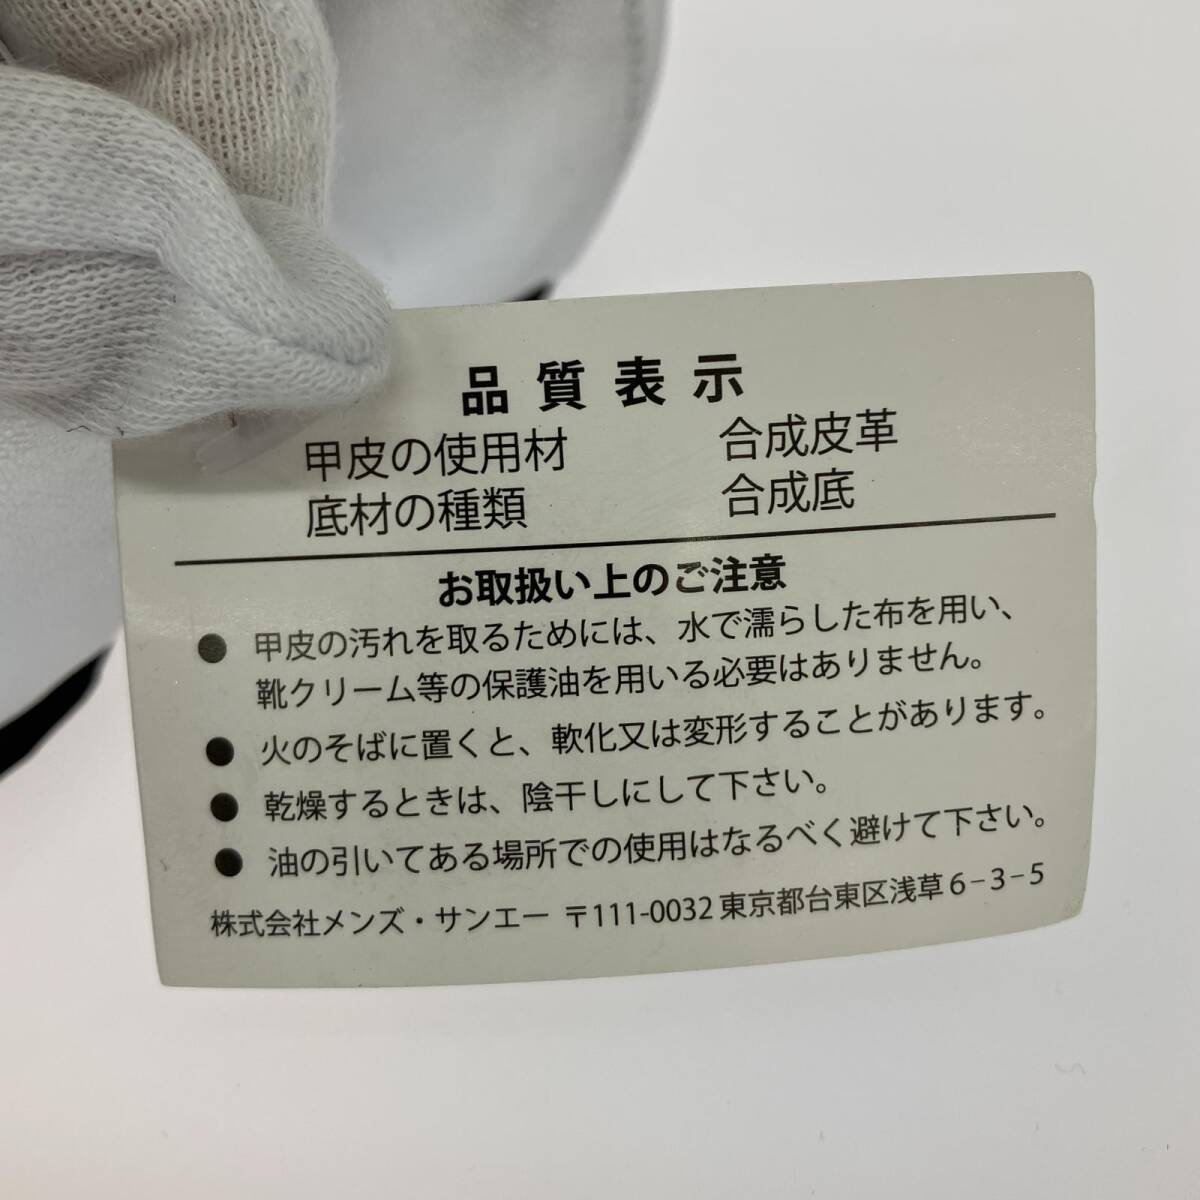 品質表示
甲皮の使用材 合成皮革
底材の種類 合成底
お取扱い上のご注意
● 甲皮の汚れを取るためには、水で濡らした布を用い、
靴クリーム等の保護油を用いる必要はありません。
● 火のそばに置くと、軟化又は変形することがあります。
● 乾燥するときは、陰干しにして下さい。
● 油の引いてある場所での使用はなるべく避けて下さい。
株式会社メンズ・サンエー 〒111-0032 東京都台東区浅草6-3-5